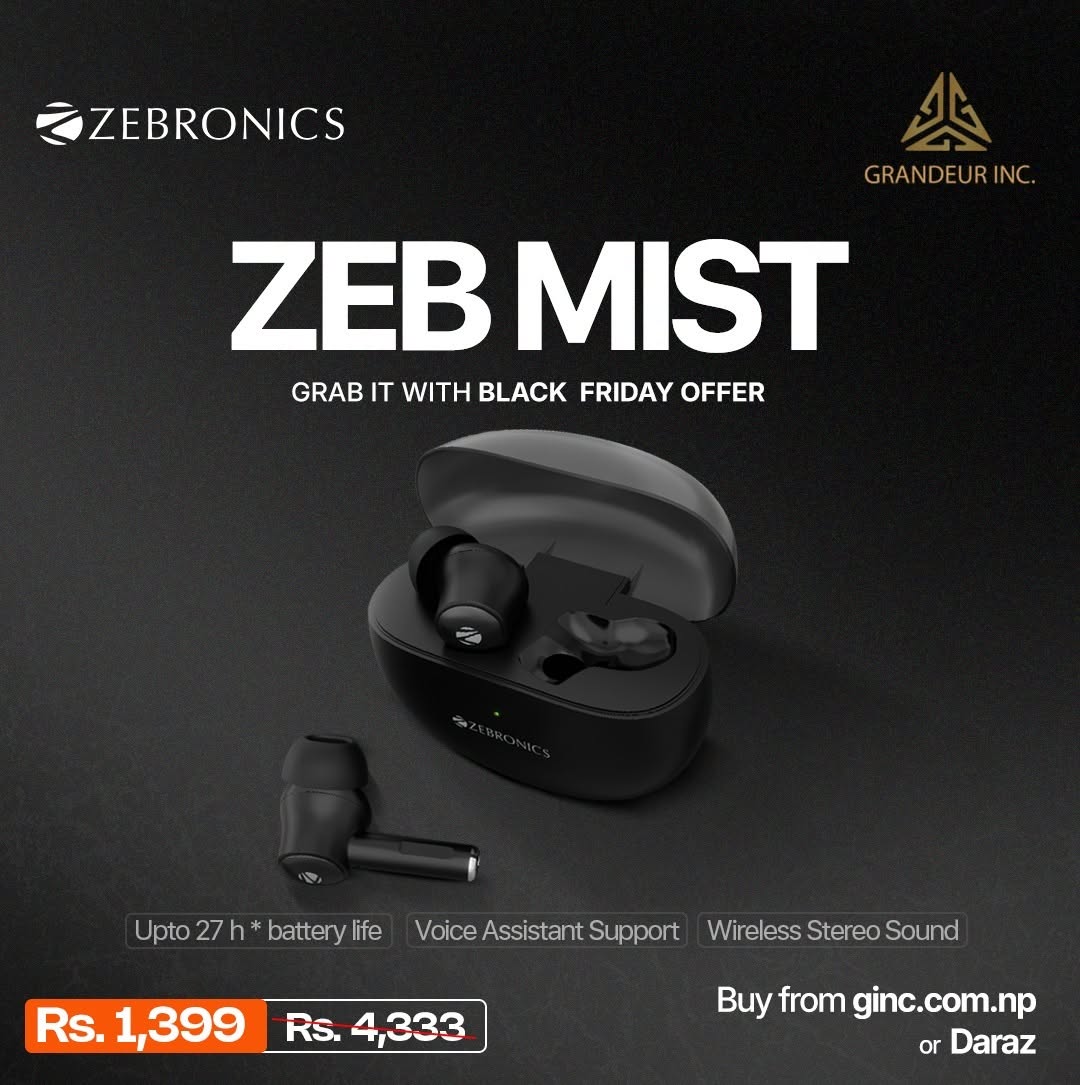 ZEBRONICS
GRANDEUR INC.
ZEB MIST
GRAB IT WITH BLACK FRIDAY OFFER
ZEBRONICS
Upto 27 h * battery life
Voice Assistant Support
Wireless Stereo Sound
Rs. 1,399
Rs. 4,333
Buy from ginc.com.np
or Daraz